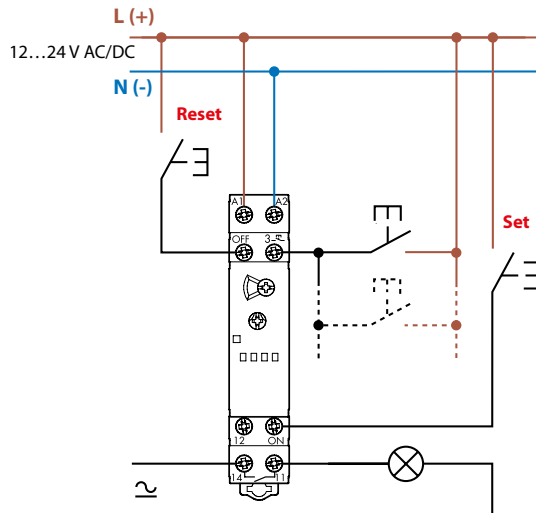 L (+)
12…24 V AC/DC
N (-)
Reset
A1 A2
OFF 3
Set
12 ON
14 11